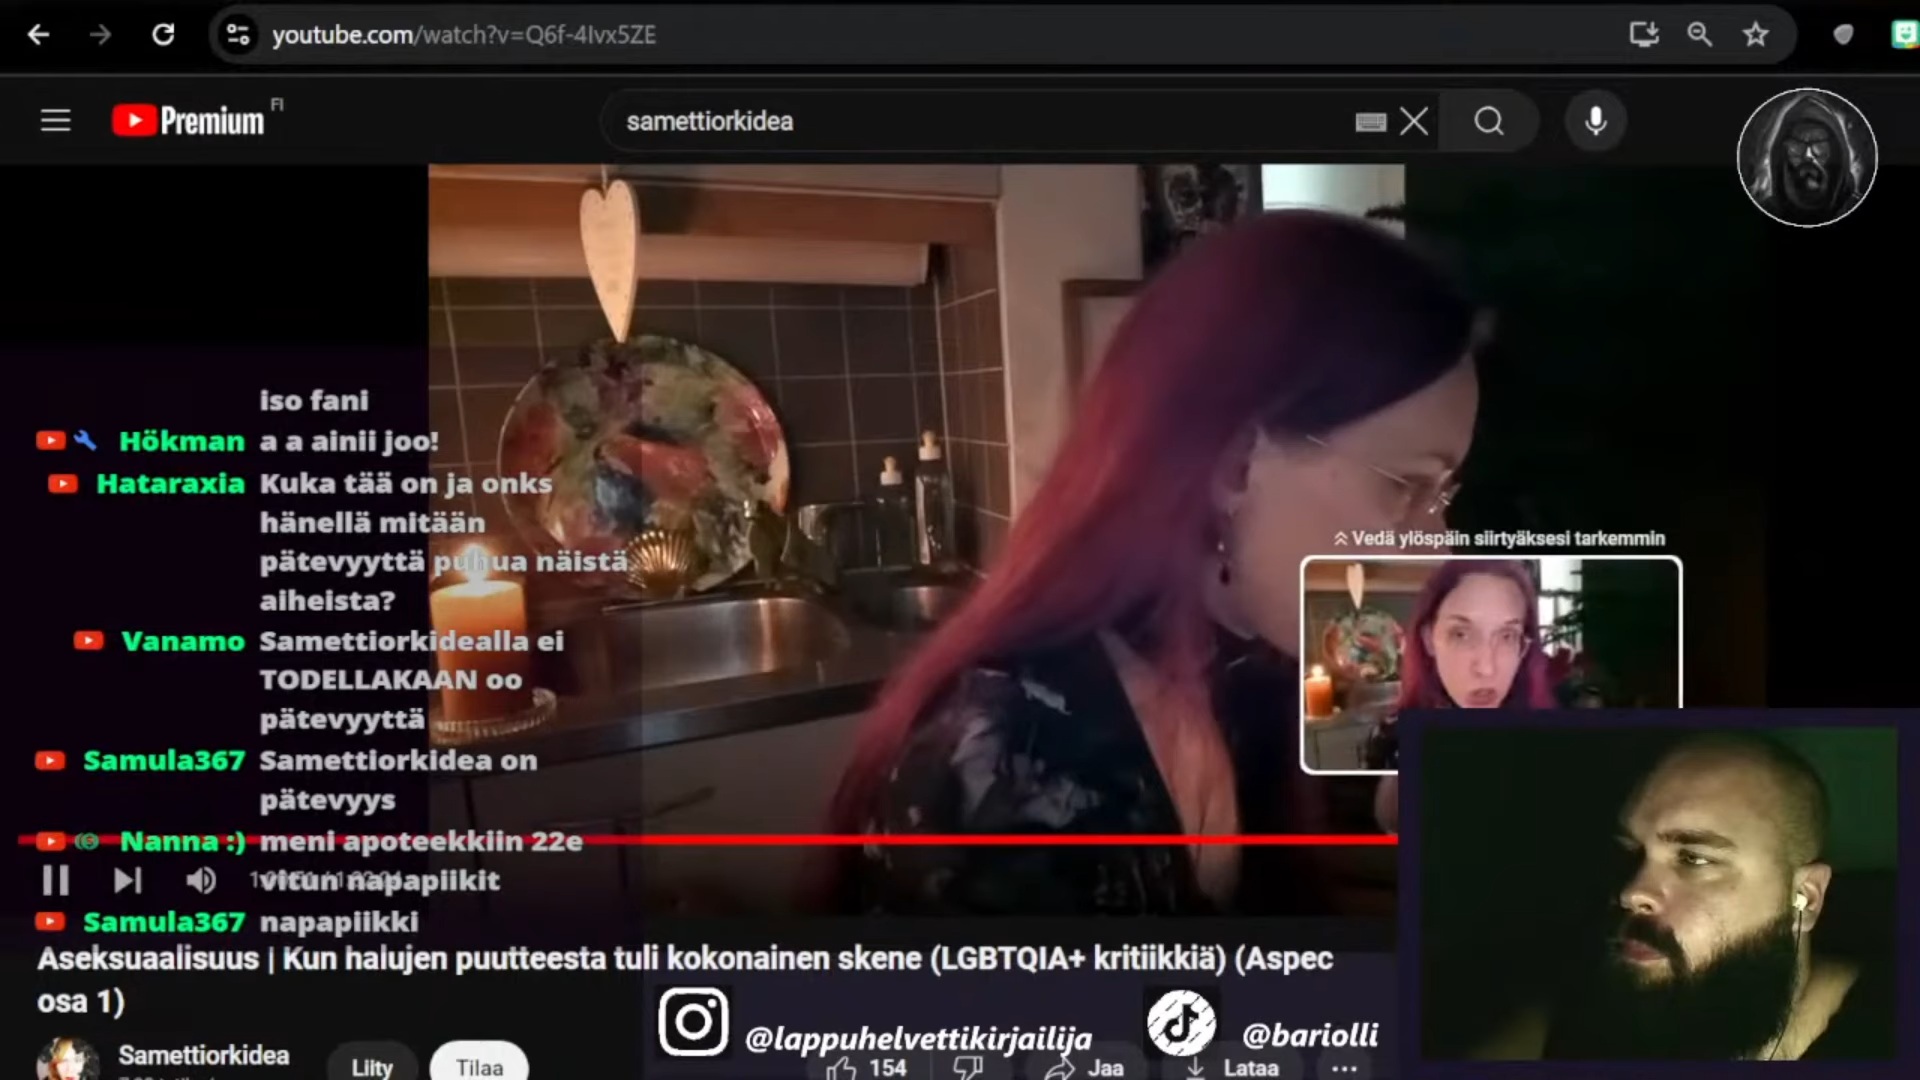 youtube.com/watch?v=Q6f-4lvx5ZE
Premium FI
samettiorkidea
iso fani
Hökman a a ainii joo!
Hataraxia Kuka tää on ja onks
hänellä mitään
pätevyyttä puhua näistä
aiheista?
Vanamo Samettiorkidealla ei
TODELLAKAAN oo
pätevyyttä
Samula367 Samettiorkidea on
pätevyys
Nanna :) meni apoteekkiin 22e
vitun napapiikit
Samula367 napapiikki
Vedä ylöspäin siirtyäksesi tarkemmin
Aseksuaalisuus | Kun halujen puutteesta tuli kokonainen skene (LGBTQIA+ kritiikkiä) (Aspec
osa 1)
@lappuhelvettikirjailija
@bariolli
Samettiorkidea
Liity
Tilaa
154
Jaa
Lataa